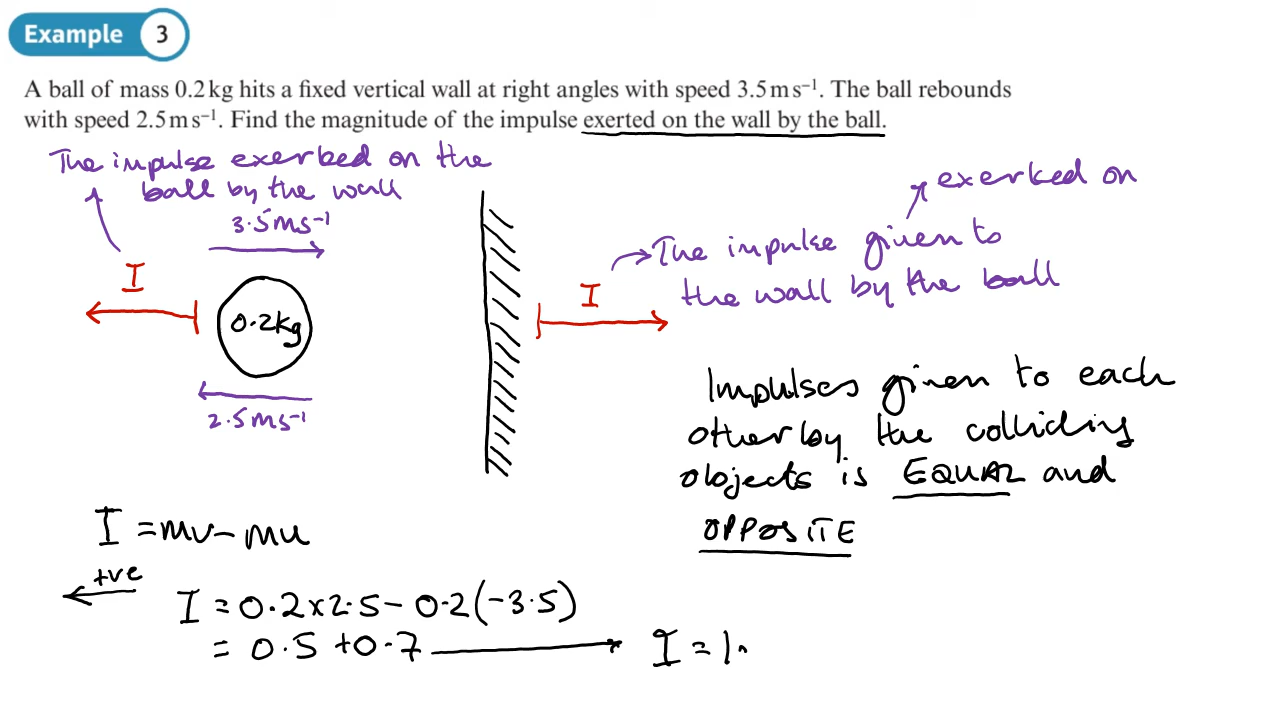 Example 3
A ball of mass 0.2 kg hits a fixed vertical wall at right angles with speed 3.5 m s⁻¹. The ball rebounds
with speed 2.5 m s⁻¹. Find the magnitude of the impulse exerted on the wall by the ball.
The impulse exerted on the
ball by the wall
3.5ms⁻¹
I
0.2kg
2.5ms⁻¹
exerked on
The impulse given to
the wall by the ball
I
Impulses given to each
other by the colliding
objects is EQUAL and
OPPOSITE
I = mv - mu
+ve
I = 0.2×2.5 - 0.2(-3.5)
= 0.5 + 0.7
I = 1.